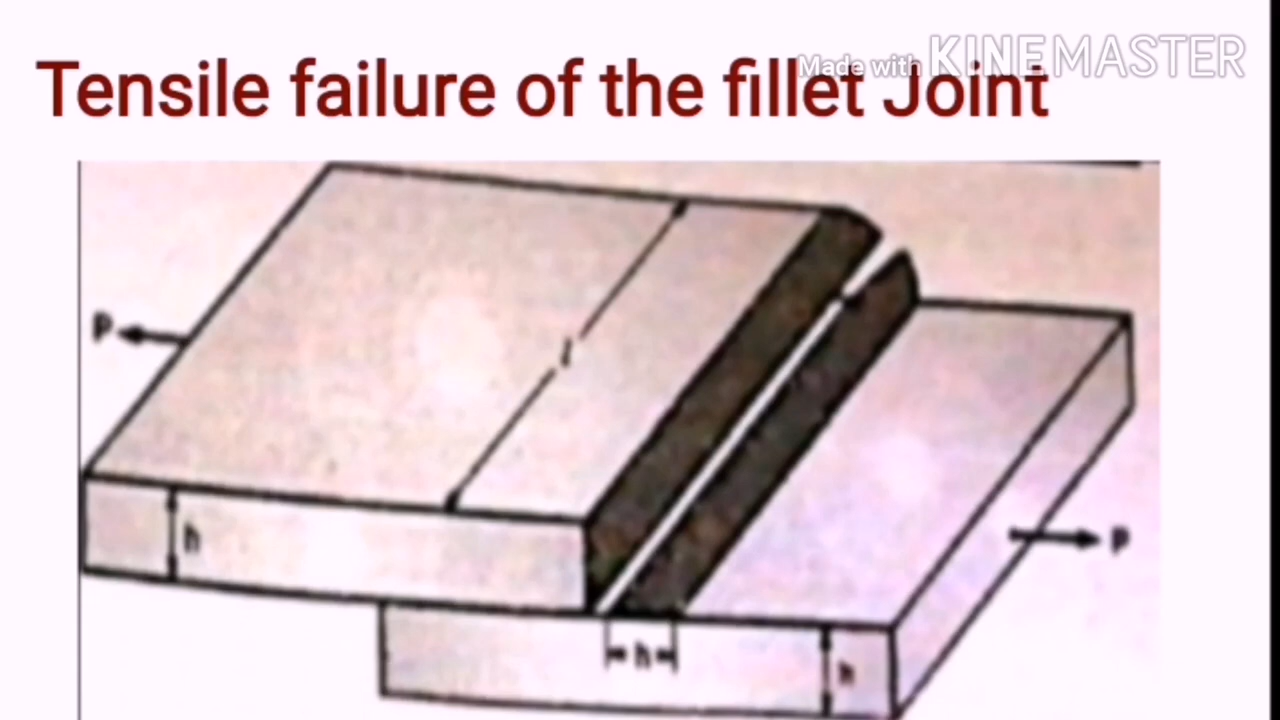 Made with KINEMASTER
Tensile failure of the fillet Joint
l
P
h
P
h
h